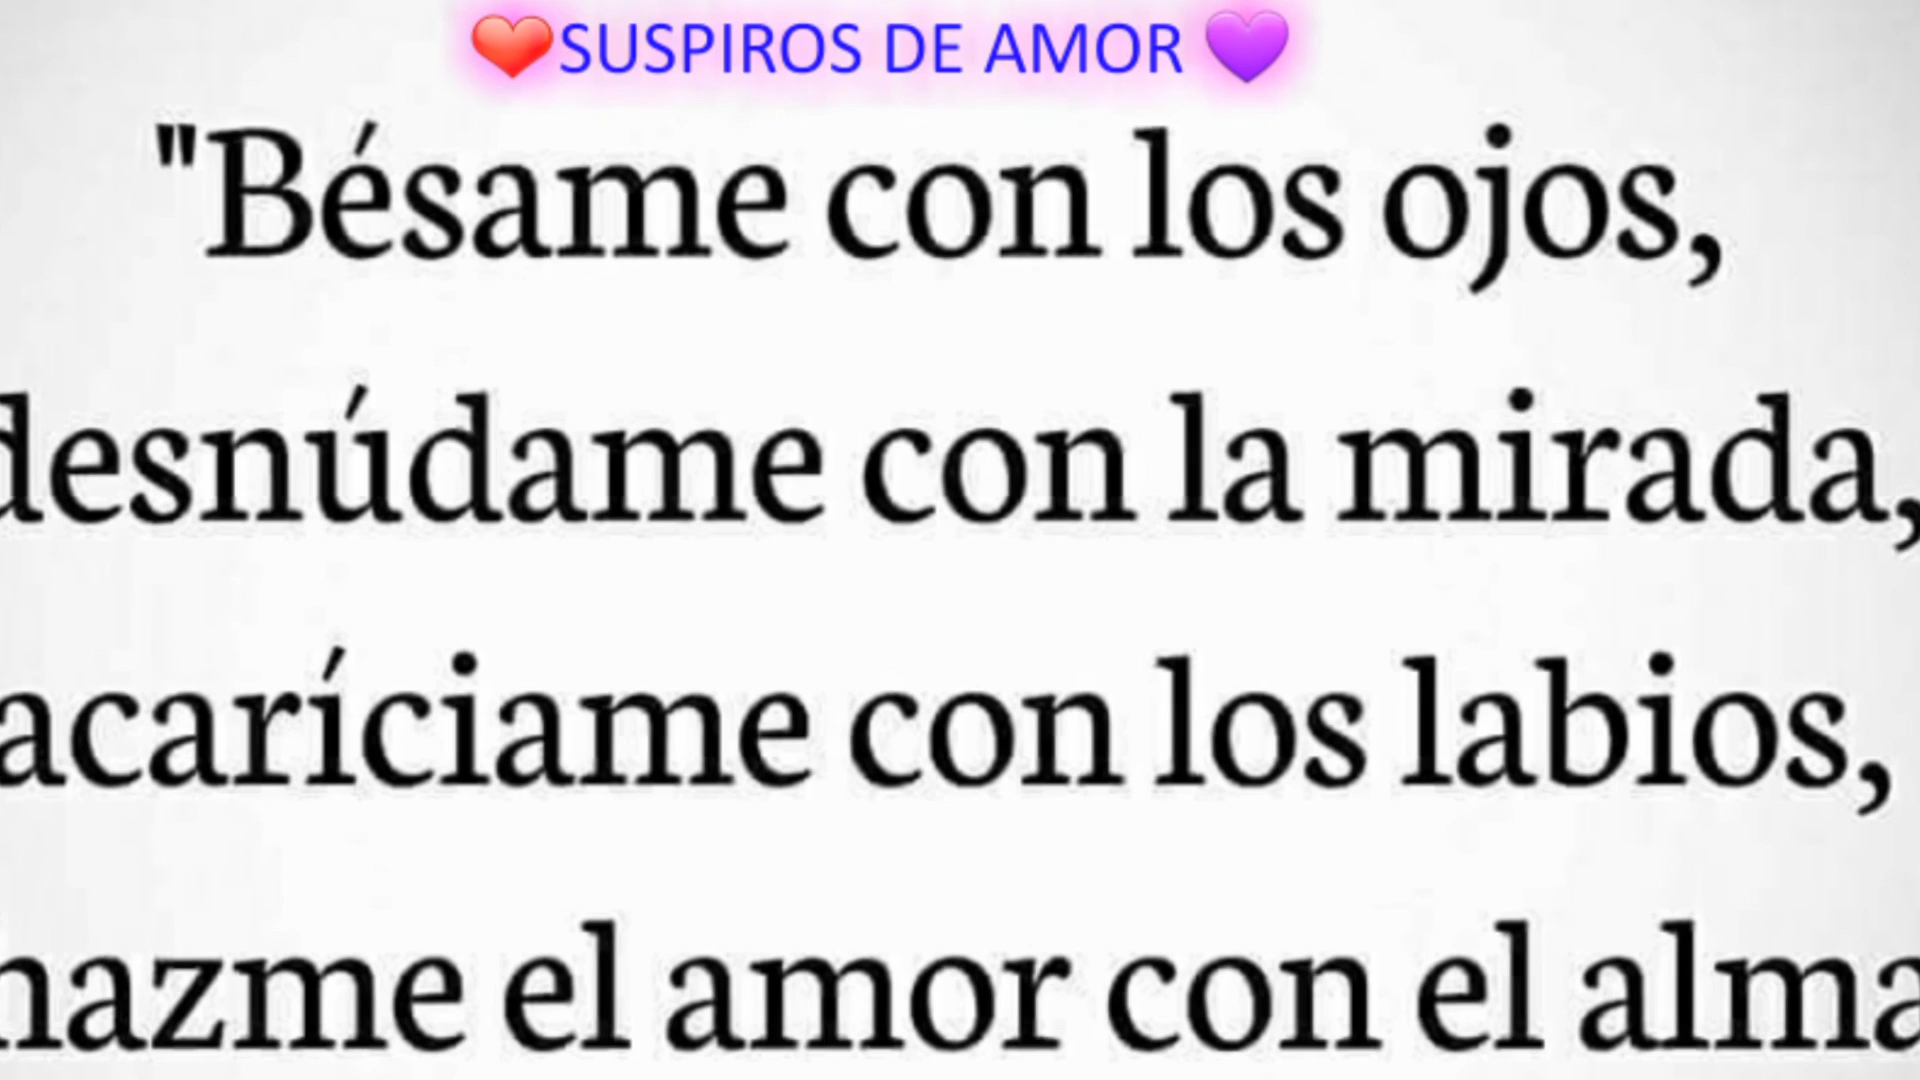 ❤️SUSPIROS DE AMOR 💜
"Bésame con los ojos,
desnúdame con la mirada,
acaríciame con los labios,
hazme el amor con el alma